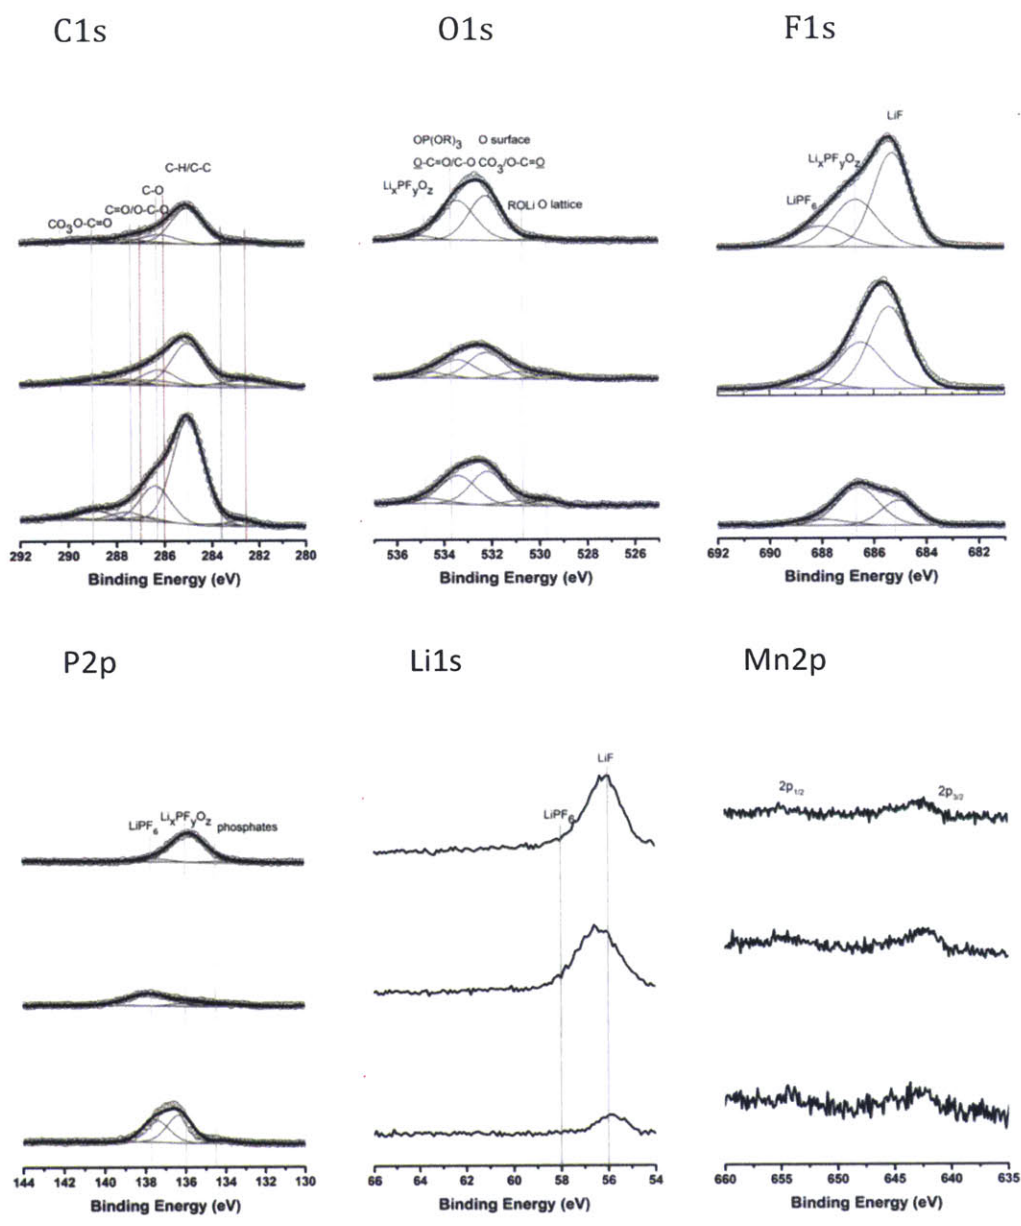 C1s
O1s
F1s
C-H/C-C
C-O
C=O/O-C-O
CO3O-C=O
OP(OR)3 O surface
O-C=O/C-O CO3/O-C=O
LixPFyOz
ROLi O lattice
LiF
LixPFyOz
LiPF6
292 290 288 286 284 282 280
Binding Energy (eV)
536 534 532 530 528 526
Binding Energy (eV)
692 690 688 686 684 682
Binding Energy (eV)
P2p
Li1s
Mn2p
LiPF6 LixPFyOz phosphates
LiF
LiPF6
2p1/2
2p3/2
144 142 140 138 136 134 132 130
Binding Energy (eV)
66 64 62 60 58 56 54
Binding Energy (eV)
660 655 650 645 640 635
Binding Energy (eV)